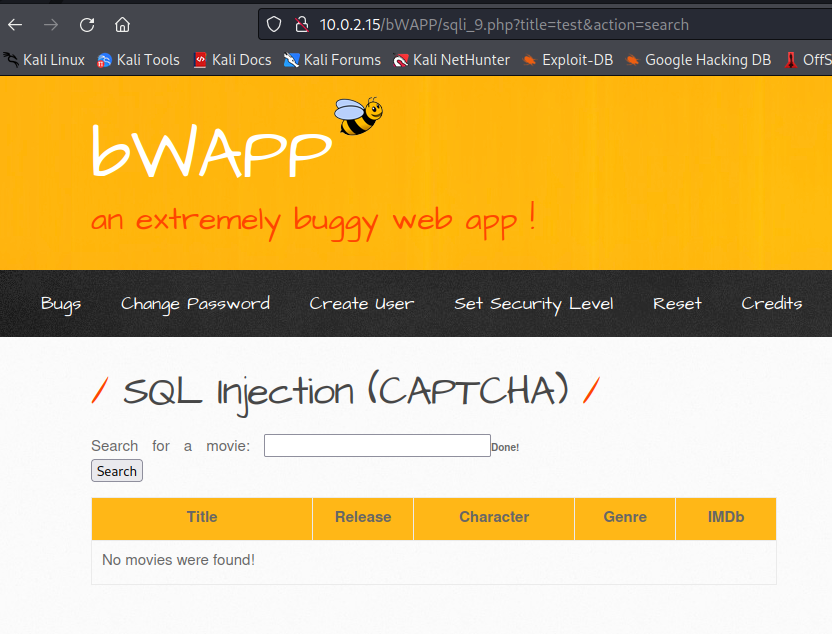 10.0.2.15/bWAPP/sqli_9.php?title=test&action=search
Kali Linux Kali Tools Kali Docs Kali Forums Kali NetHunter Exploit-DB Google Hacking DB OffS
bWAPP
an extremely buggy web app !
Bugs Change Password Create User Set Security Level Reset Credits
/ SQL Injection (CAPTCHA) /
Search for a movie: Done!
Search
Title Release Character Genre IMDb
No movies were found!